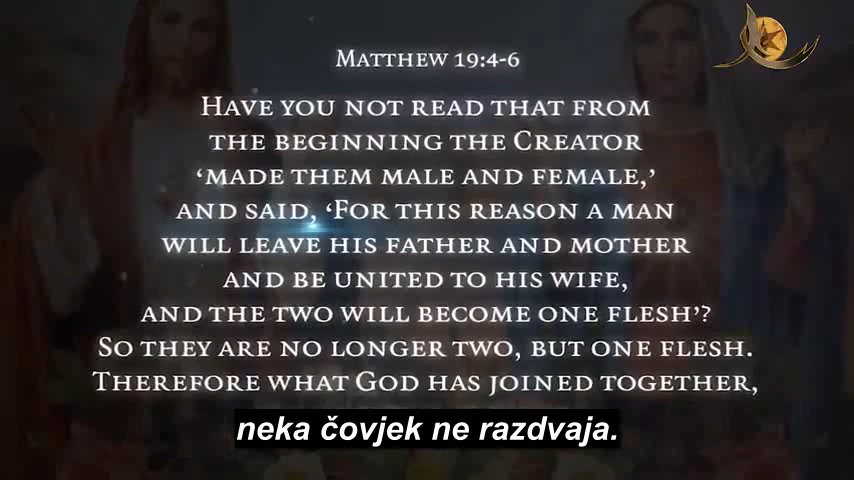 Matthew 19:4-6
Have you not read that from
the beginning the Creator
‘made them male and female,’
and said, ‘For this reason a man
will leave his father and mother
and be united to his wife,
and the two will become one flesh’?
So they are no longer two, but one flesh.
Therefore what God has joined together,
neka čovjek ne razdvaja.